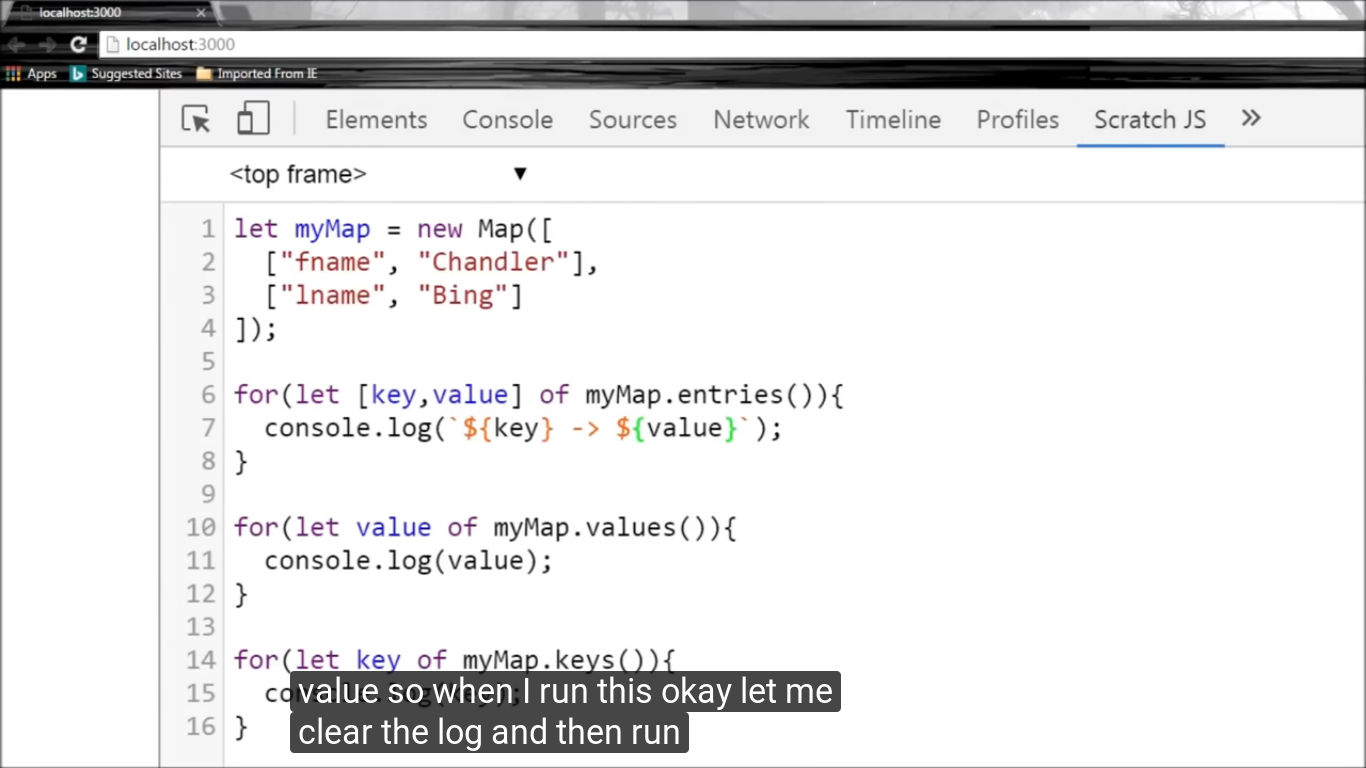 localhost:3000
localhost:3000
Apps Suggested Sites Imported From IE
Elements Console Sources Network Timeline Profiles Scratch JS
<top frame>
1 let myMap = new Map([
2 ["fname", "Chandler"],
3 ["lname", "Bing"]
4 ]);
5
6 for(let [key,value] of myMap.entries()){
7 console.log(`${key} -> ${value}`);
8 }
9
10 for(let value of myMap.values()){
11 console.log(value);
12 }
13
14 for(let key of myMap.keys()){
15
16 }
value so when I run this okay let me
clear the log and then run